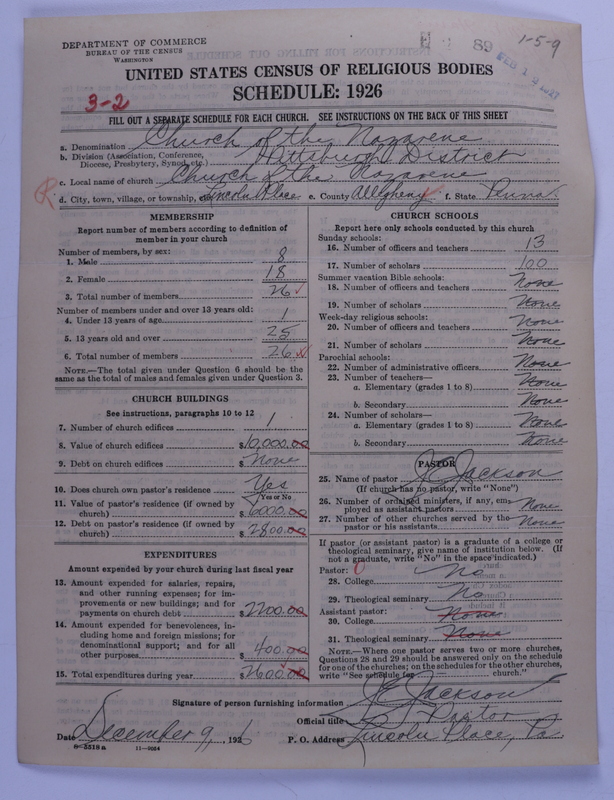 DEPARTMENT OF COMMERCE
BUREAU OF THE CENSUS
WASHINGTON
89
1-5-9
FEB 19 1927
UNITED STATES CENSUS OF RELIGIOUS BODIES
SCHEDULE: 1926
3-2
FILL OUT A SEPARATE SCHEDULE FOR EACH CHURCH. SEE INSTRUCTIONS ON THE BACK OF THIS SHEET
a. Denomination Church of the Nazarene
b. Division (Association, Conference, Diocese, Presbytery, Synod, etc.) Pittsburgh District
c. Local name of church Church of the Nazarene
d. City, town, village, or township, etc. Lincoln Place e. County Allegheny f. State Penna.
MEMBERSHIP
Report number of members according to definition of
member in your church
Number of members, by sex:
1. Male 8
2. Female 18
3. Total number of members 26
Number of members under and over 13 years old:
4. Under 13 years of age 1
5. 13 years old and over 25
6. Total number of members 26
NOTE.—The total given under Question 6 should be
same as the total of males and females given under Question 3.
CHURCH BUILDINGS
See instructions, paragraphs 10 to 12
7. Number of church edifices 1
8. Value of church edifices $10,000.00
9. Debt on church edifices $ None
10. Does church own pastor's residence Yes
Yes or No
11. Value of pastor's residence (if owned by
church) $6000.00
12. Debt on pastor's residence (if owned by
church) $2800.00
EXPENDITURES
Amount expended by your church during last fiscal year
13. Amount expended for salaries, repairs,
and other running expenses; for im-
provements or new buildings; and for
payments on church debt $2200.00
14. Amount expended for benevolences, in-
cluding home and foreign missions; for
denominational support; and for all
other purposes $400.00
15. Total expenditures during year $2600.00
CHURCH SCHOOLS
Report here only schools conducted by this church
Sunday schools:
16. Number of officers and teachers 13
17. Number of scholars 100
Summer vacation Bible schools:
18. Number of officers and teachers None
19. Number of scholars None
Week-day religious schools:
20. Number of officers and teachers None
21. Number of scholars None
Parochial schools:
22. Number of administrative officers None
23. Number of teachers—
a. Elementary (grades 1 to 8) None
b. Secondary None
24. Number of scholars—
a. Elementary (grades 1 to 8) None
b. Secondary None
PASTOR
25. Name of pastor J.C. Jackson
(If church has no pastor, write "None")
26. Number of ordained ministers, if any, em-
ployed as assistant pastors None
27. Number of other churches served by the
pastor or his assistants None
If pastor (or assistant pastor) is a graduate of a college or
theological seminary, give name of institution below. (If
not a graduate, write "No" in the space indicated.)
Pastor:
28. College No
29. Theological seminary No
Assistant pastor:
30. College None
31. Theological seminary None
NOTE.—Where one pastor serves two or more churches,
Questions 28 and 29 should be answered only on the schedule
for one of the churches; on the schedules for the other churches,
write "See schedule for church."
Signature of person furnishing information J.C. Jackson
Official title Pastor
Date December 9, 1926 P. O. Address Lincoln Place, Pa
8-5518 a 11-9054